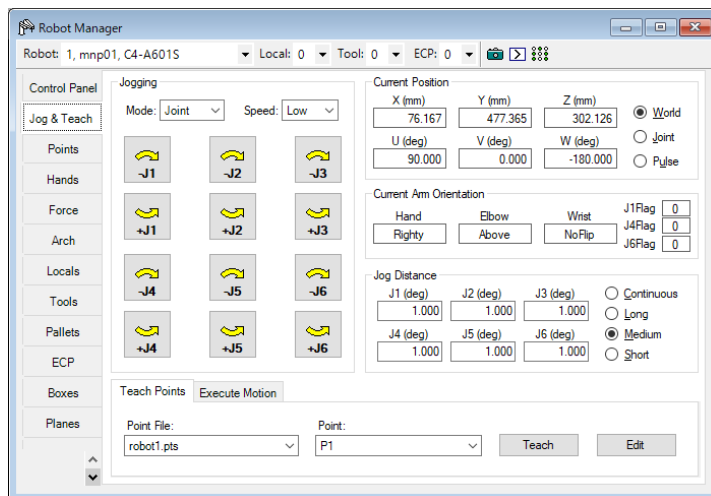 Robot Manager
Robot: 1, mnp01, C4-A601S Local: 0 Tool: 0 ECP: 0
Control Panel
Jog & Teach
Points
Hands
Force
Arch
Locals
Tools
Pallets
ECP
Boxes
Planes
Jogging
Mode: Joint Speed: Low
-J1 -J2 -J3
+J1 +J2 +J3
-J4 -J5 -J6
+J4 +J5 +J6
Current Position
X (mm) Y (mm) Z (mm)
76.167 477.365 302.126
U (deg) V (deg) W (deg)
90.000 0.000 -180.000
World
Joint
Pulse
Current Arm Orientation
Hand Elbow Wrist
Righty Above NoFlip
J1Flag 0
J4Flag 0
J6Flag 0
Jog Distance
J1 (deg) J2 (deg) J3 (deg)
1.000 1.000 1.000
J4 (deg) J5 (deg) J6 (deg)
1.000 1.000 1.000
Continuous
Long
Medium
Short
Teach Points Execute Motion
Point File: Point:
robot1.pts P1 Teach Edit